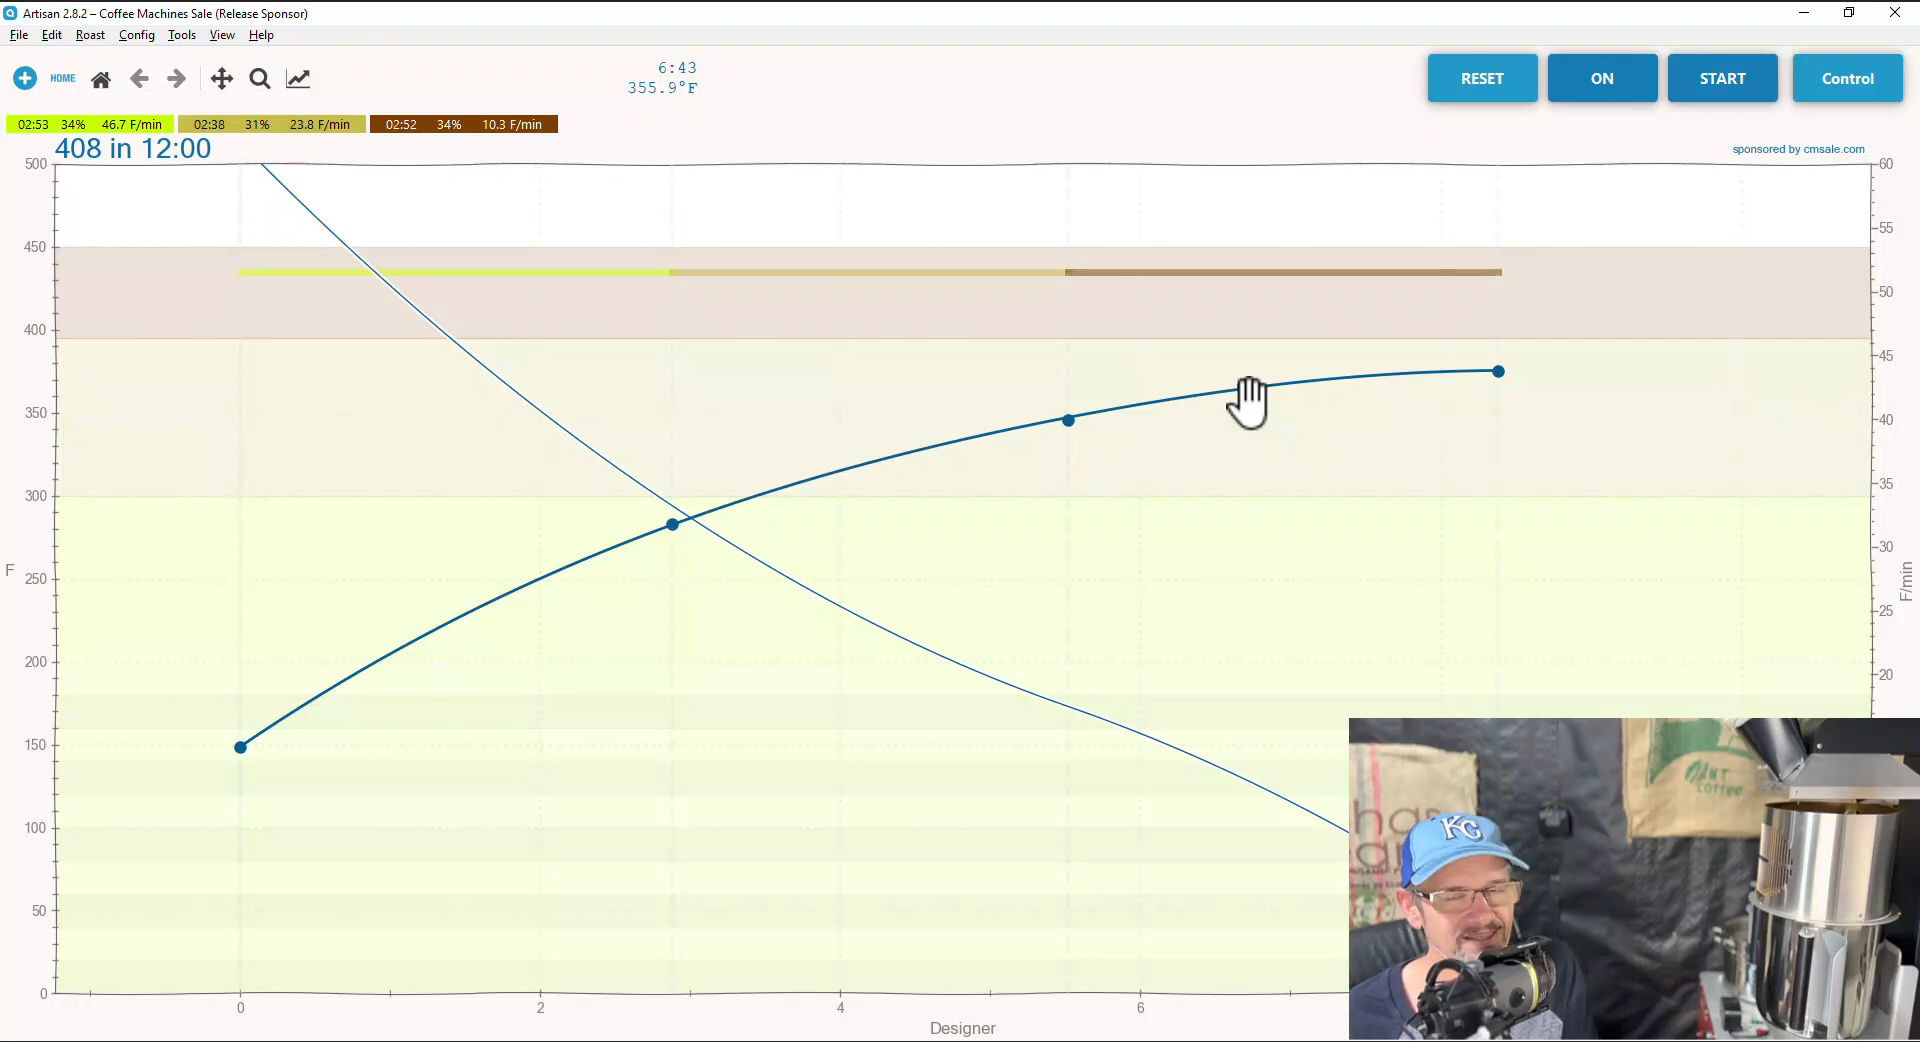 Artisan 2.8.2 – Coffee Machines Sale (Release Sponsor)
File Edit Roast Config Tools View Help
HOME
6:43
355.9°F
RESET ON START Control
02:53 34% 46.7 F/min 02:38 31% 23.8 F/min 02:52 34% 10.3 F/min
408 in 12:00
sponsored by cmsale.com
500 60
55
450
50
400
45
350
40
35
300
30
250
F
F/min
25
200
20
150
100
50
0
0 2 4 6
Designer
KC
coffee